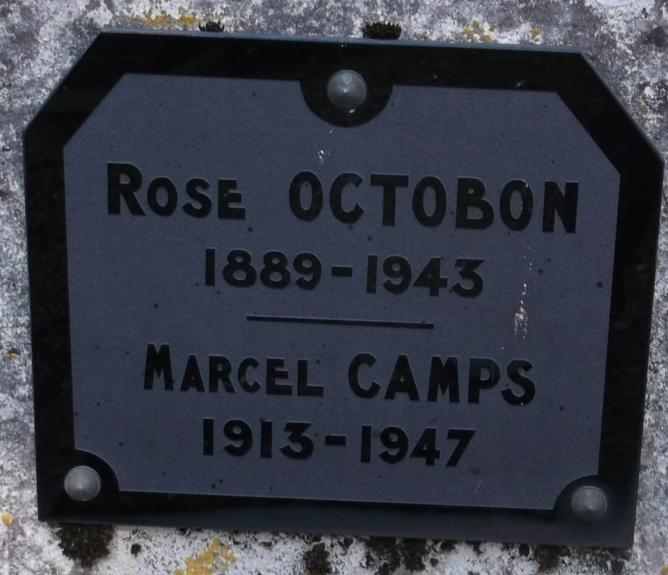 ROSE OCTOBON
1889-1943
MARCEL CAMPS
1913-1947